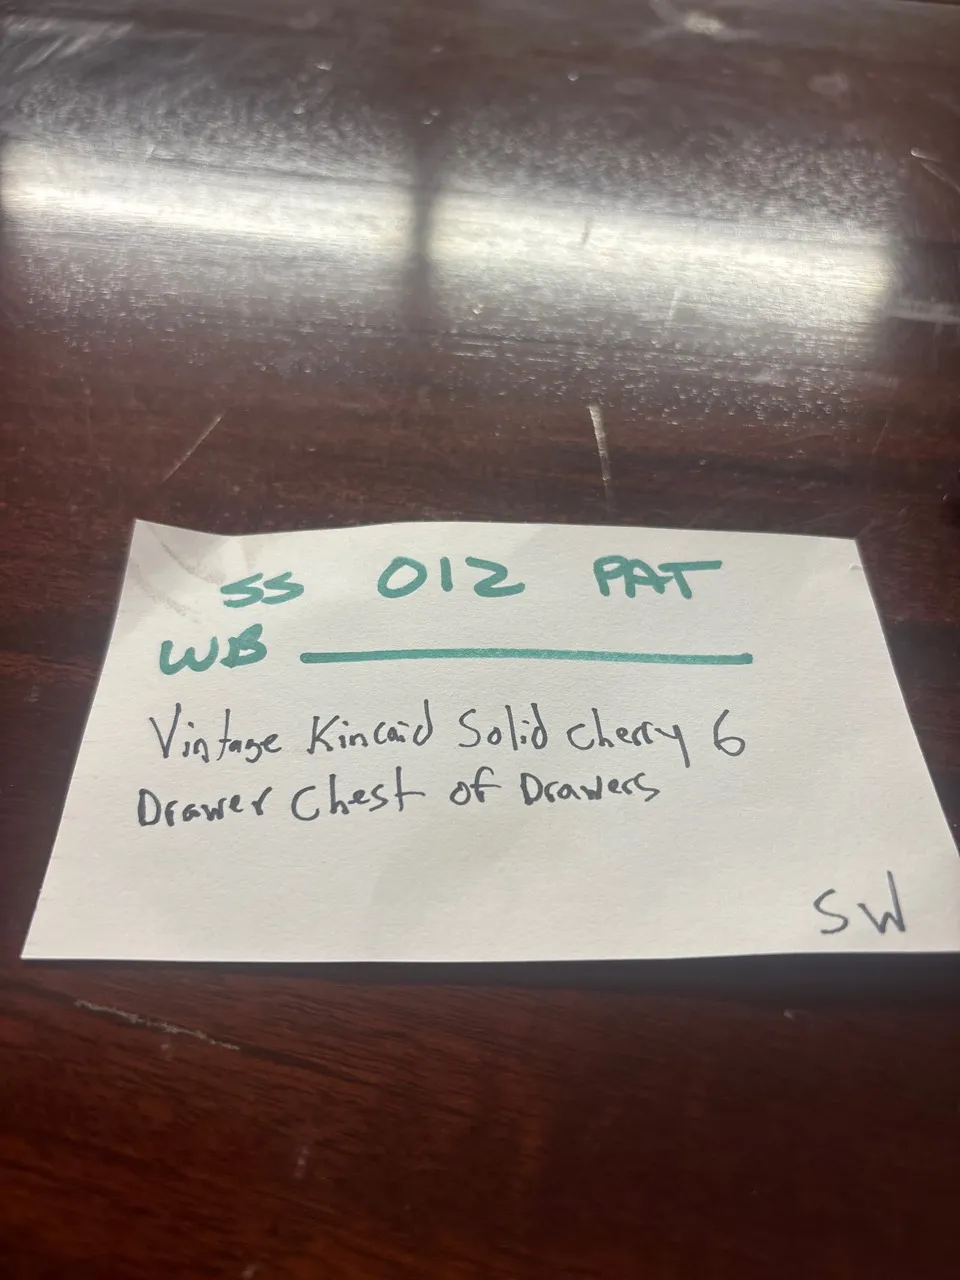 SS 012 PAT
WB
Vintage Kincaid Solid Cherry 6
Drawer Chest of Drawers
SW